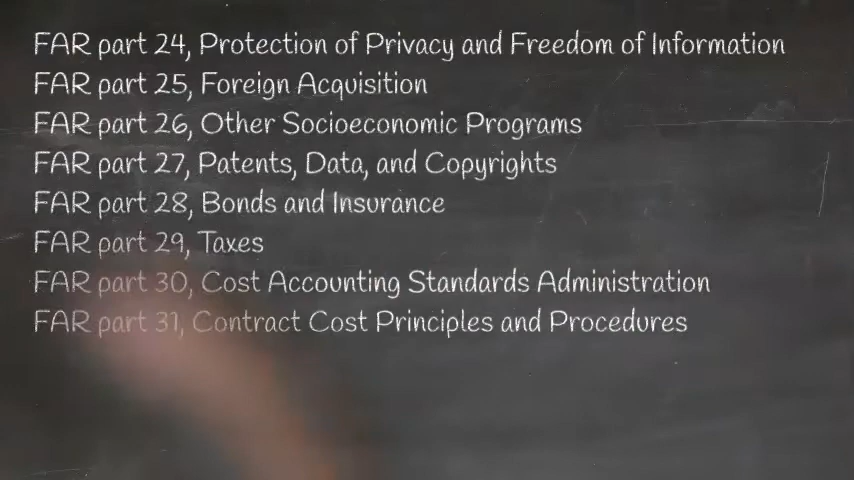 FAR part 24, Protection of Privacy and Freedom of Information
FAR part 25, Foreign Acquisition
FAR part 26, Other Socioeconomic Programs
FAR part 27, Patents, Data, and Copyrights
FAR part 28, Bonds and Insurance
FAR part 29, Taxes
FAR part 30, Cost Accounting Standards Administration
FAR part 31, Contract Cost Principles and Procedures